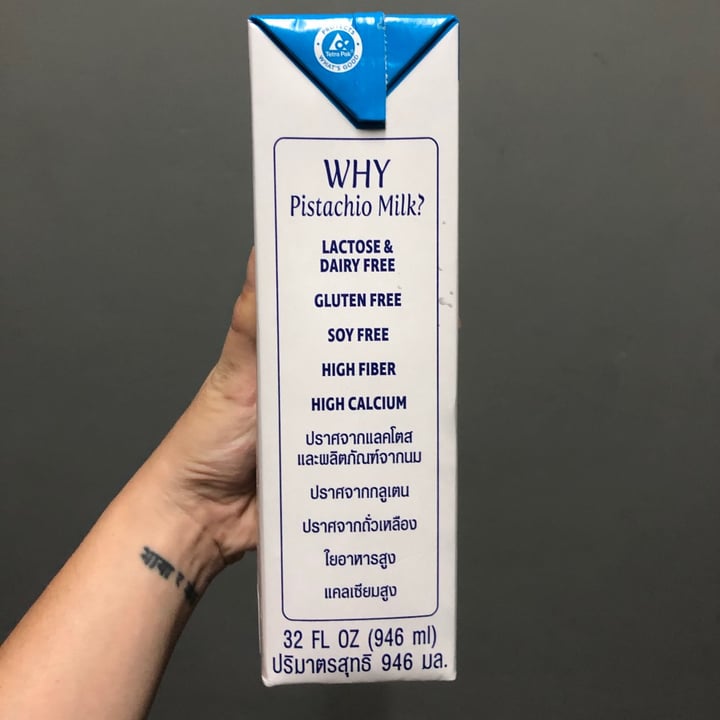 PROTECTS
Tetra Pak
WHAT'S GOOD
WHY
Pistachio Milk?
LACTOSE &
DAIRY FREE
GLUTEN FREE
SOY FREE
HIGH FIBER
HIGH CALCIUM
ปราศจากแลคโตส
และผลิตภัณฑ์จากนม
ปราศจากกลูเตน
ปราศจากถั่วเหลือง
ใยอาหารสูง
แคลเซียมสูง
32 FL OZ (946 ml)
ปริมาตรสุทธิ 946 มล.